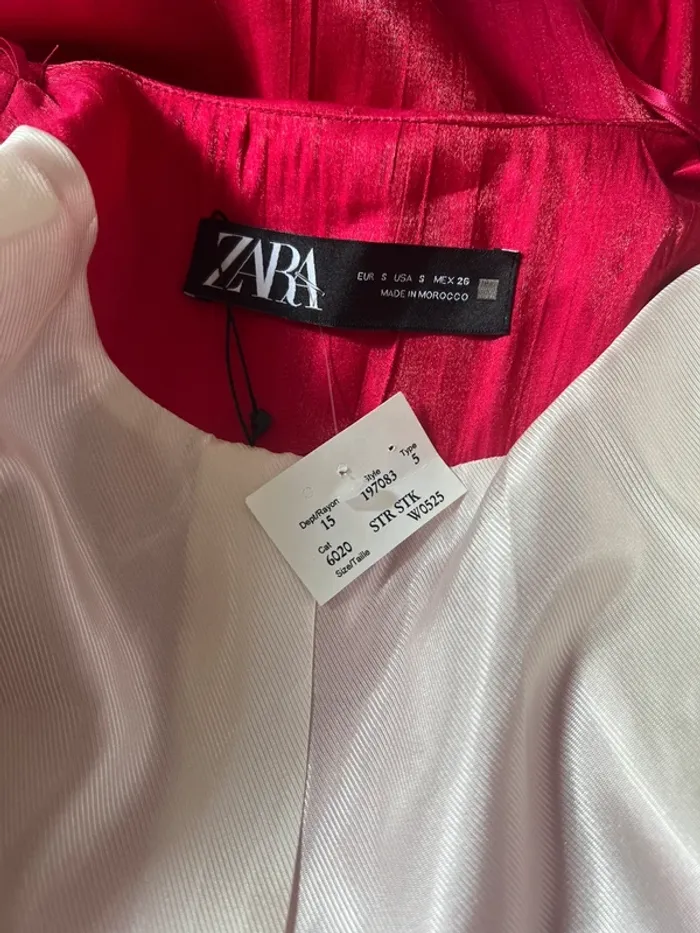 ZARA
EUR S USA S MEX 26
MADE IN MOROCCO
Dept/Rayon Style Type
15 197083 5
Cat STR STK
6020 W0525
Size/Taille